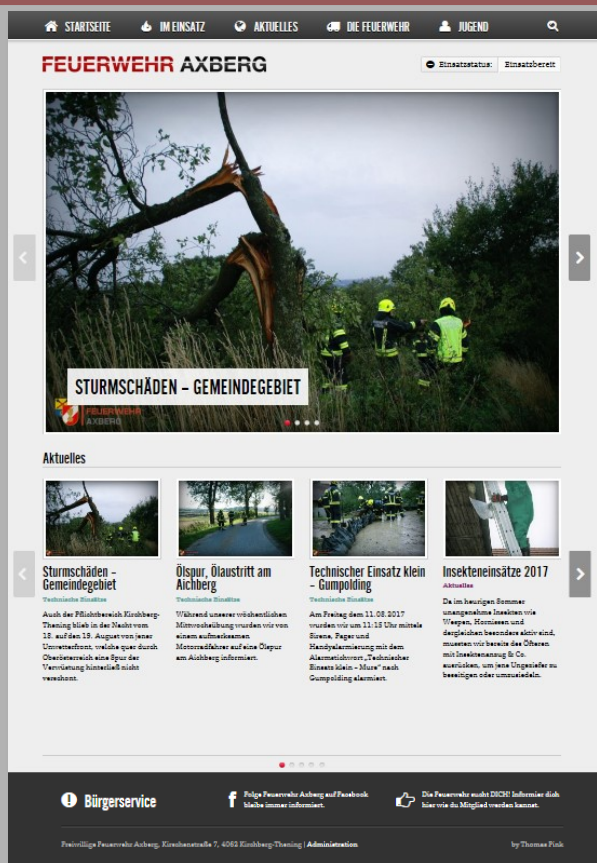 STARTSEITE IM EINSATZ AKTUELLES DIE FEUERWEHR JUGEND
FEUERWEHR AXBERG
Einsatzstatus: Einsatzbereit
STURMSCHÄDEN – GEMEINDEGEBIET
FEUERWEHR
AXBERG
Aktuelles
Sturmschäden –
Gemeindegebiet
Technische Einsätze
Auch der Pflichtbereich Kirchberg-
Thening blieb in der Nacht vom
18. auf den 19. August von jener
Unwetterfront, welche quer durch
Oberösterreich eine Spur der
Verwüstung hinterließ nicht
verschont.
Ölspur, Ölaustritt am
Aichberg
Technische Einsätze
Während unserer wöchentlichen
Mittwochsübung wurden wir von
einem aufmerksamen
Motorradfahrer auf eine Ölspur
am Aichberg informiert.
Technischer Einsatz klein
– Gumpolding
Technische Einsätze
Am Freitag dem 11.08.2017
wurden wir um 11:15 Uhr mittels
Sirene, Pager und
Handyalarmierung mit dem
Alarmstichwort „Technischer
Einsatz klein – Mure“ nach
Gumpolding alarmiert.
Insekteneinsätze 2017
Aktuelles
Da im heurigen Sommer
unangenehme Insekten wie
Wespen, Hornissen und
dergleichen besonders aktiv sind,
mussten wir bereits des Öfteren
mit Insektenanzug & Co.
ausrücken, um jene Ungeziefer zu
beseitigen oder umzusiedeln.
Bürgerservice
Folge Feuerwehr Axberg auf Facebook
bleibe immer informiert.
Die Feuerwehr sucht DICH! Informier dich
hier wie du Mitglied werden kannst.
Freiwillige Feuerwehr Axberg, Kirschenstraße 7, 4062 Kirchberg-Thening | Administration
by Thomas Fink